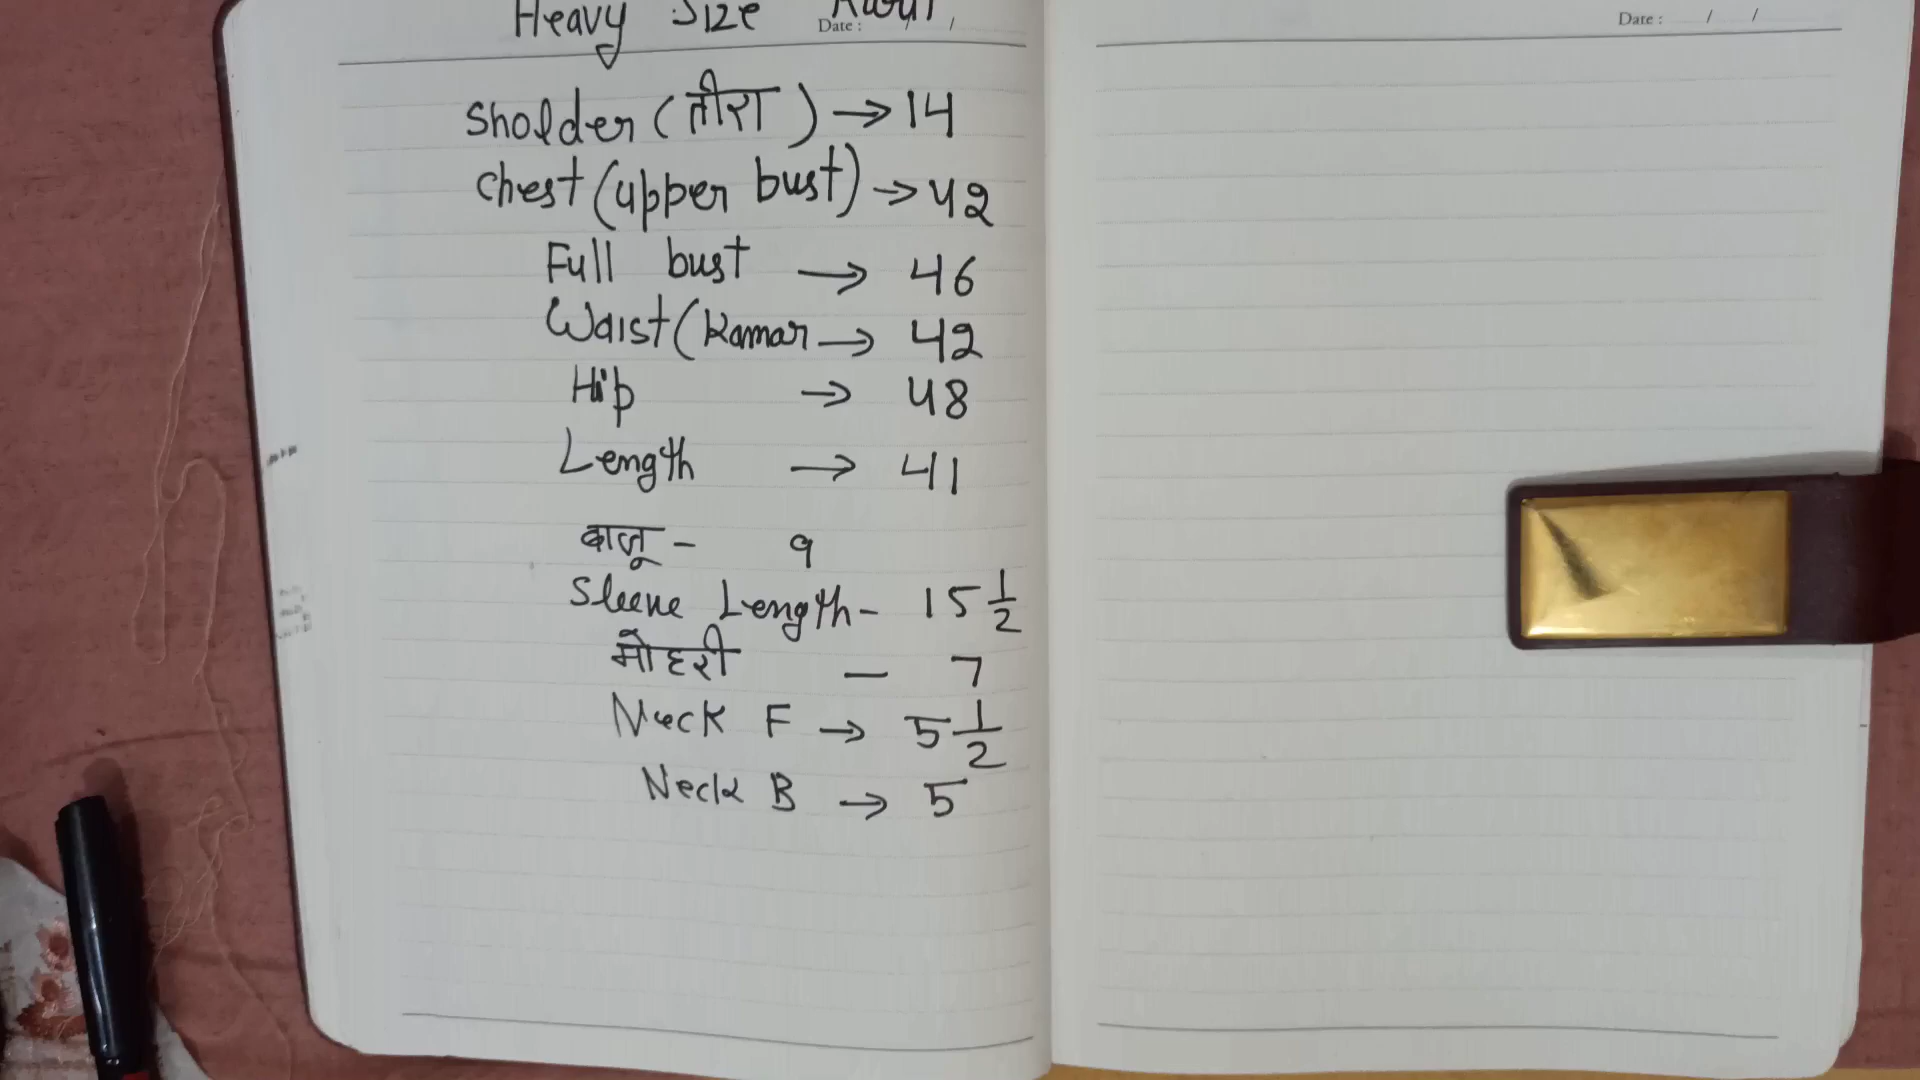 Heavy Size Kurti
Date : / /
Sholder (तीरा) → 14
Chest (upper bust) → 42
Full bust → 46
Waist (Kamar → 42
Hip → 48
Length → 41
बाजू - 9
Sleeve Length - 15 1/2
मोहरी - 7
Neck F → 5 1/2
Neck B → 5
Date : / /